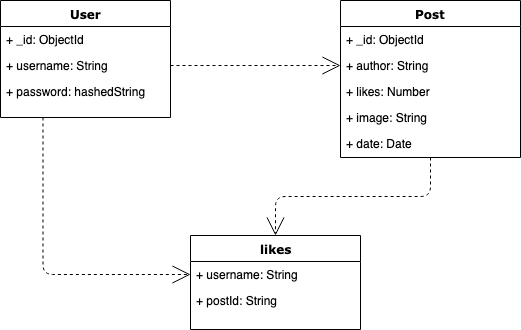 User
+ _id: ObjectId
+ username: String
+ password: hashedString
Post
+ _id: ObjectId
+ author: String
+ likes: Number
+ image: String
+ date: Date
likes
+ username: String
+ postId: String